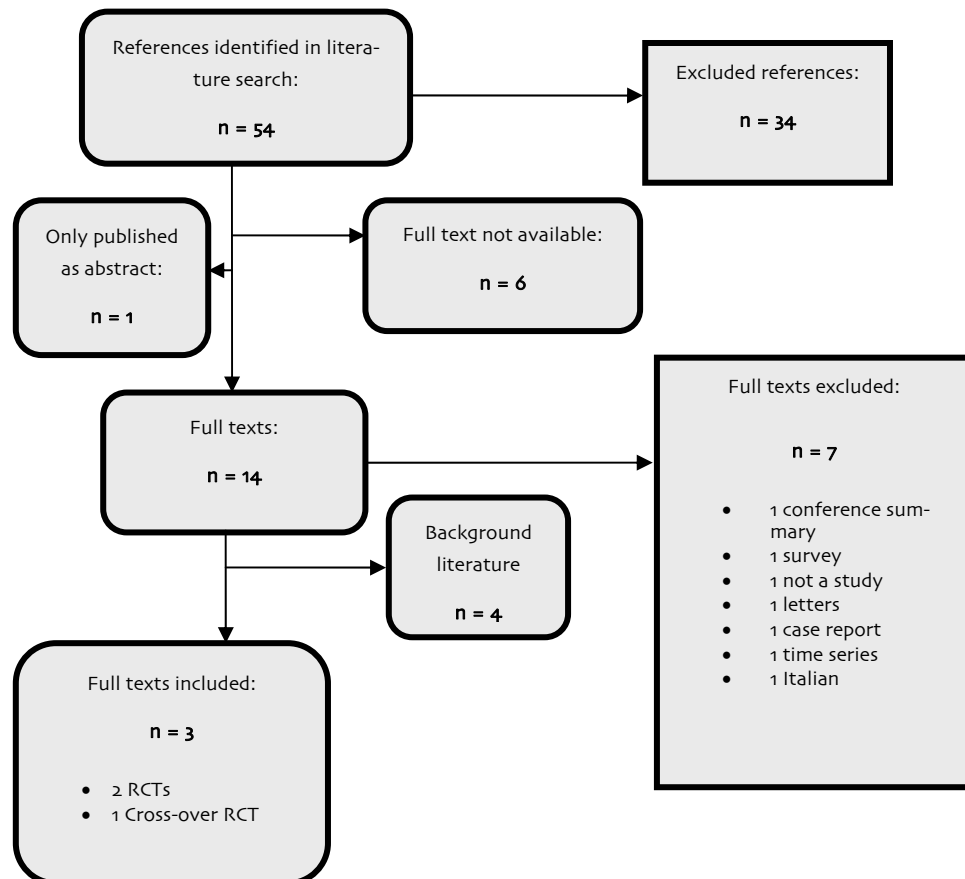 References identified in litera-
ture search:
n = 54
Excluded references:
n = 34
Only published
as abstract:
n = 1
Full text not available:
n = 6
Full texts:
n = 14
Full texts excluded:
n = 7
• 1 conference sum-
mary
• 1 survey
• 1 not a study
• 1 letters
• 1 case report
• 1 time series
• 1 Italian
Background
literature
n = 4
Full texts included:
n = 3
• 2 RCTs
• 1 Cross-over RCT